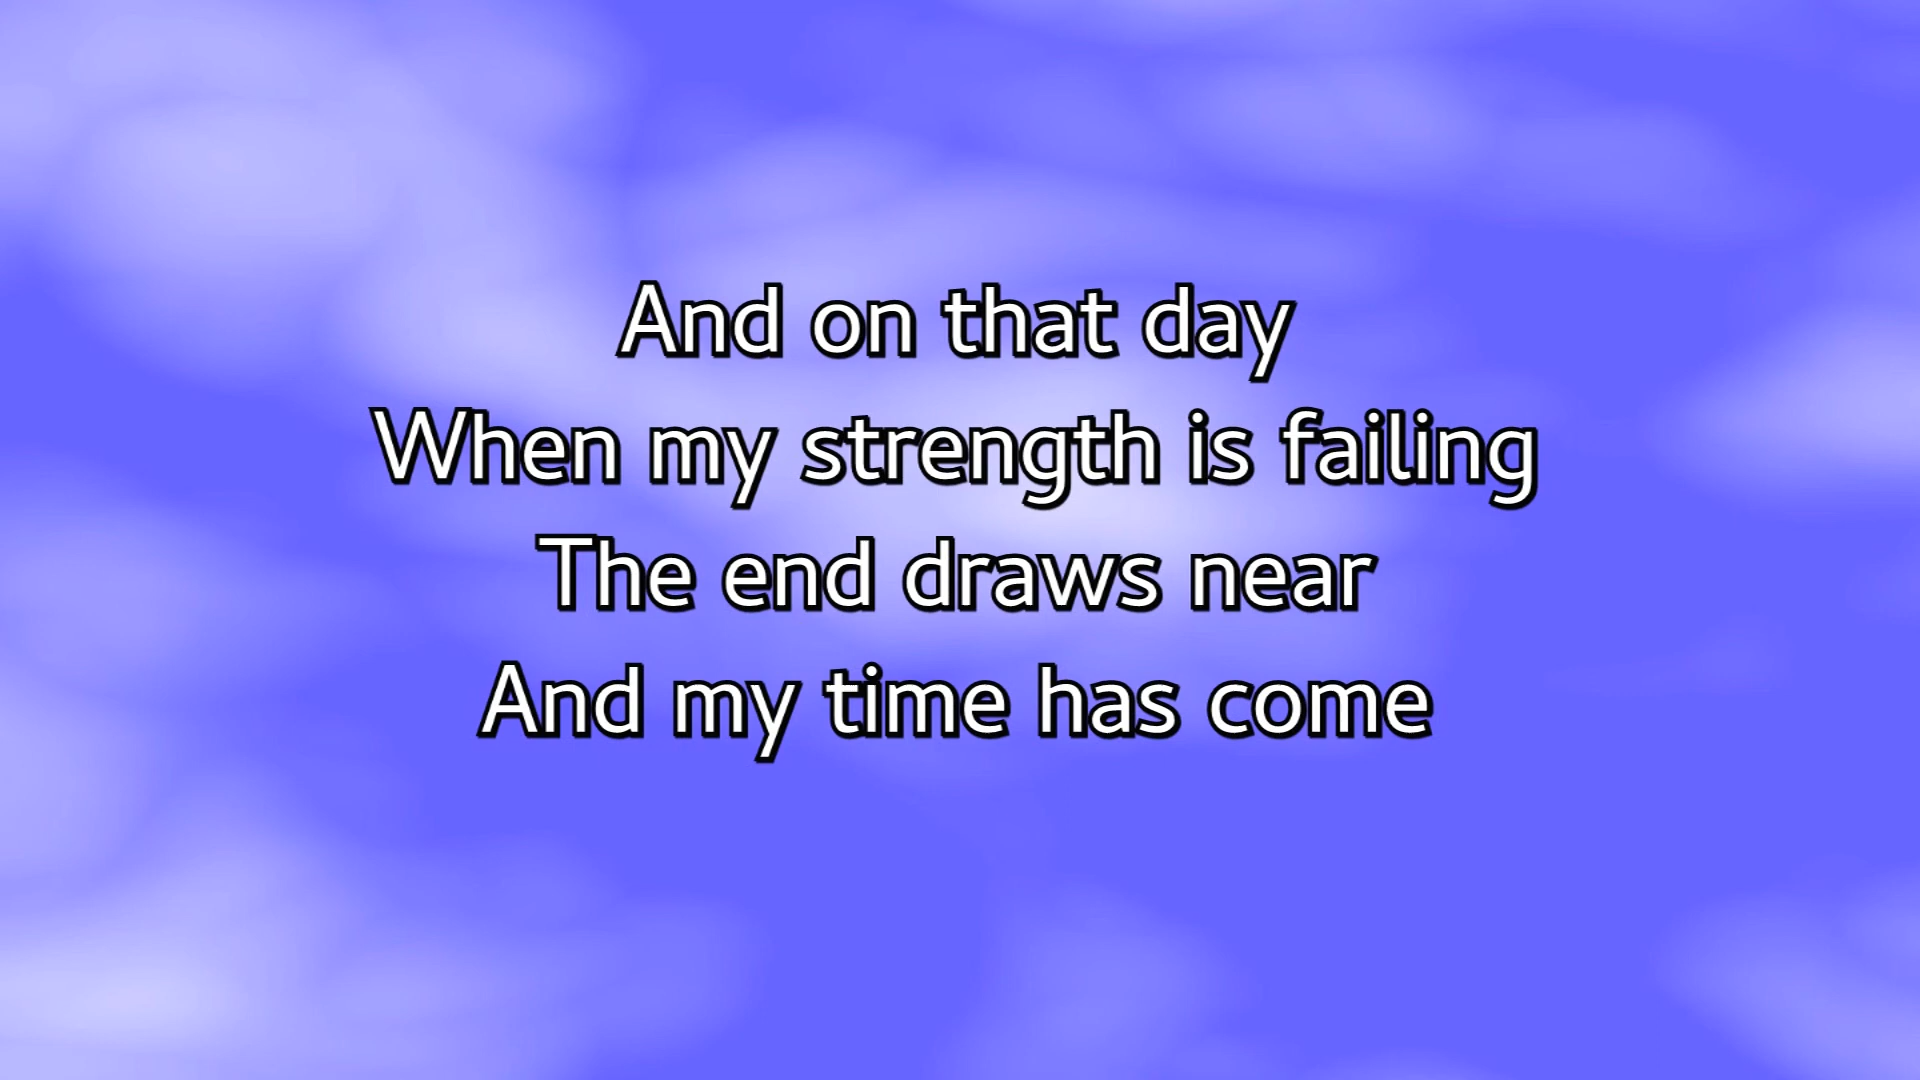 And on that day
When my strength is failing
The end draws near
And my time has come